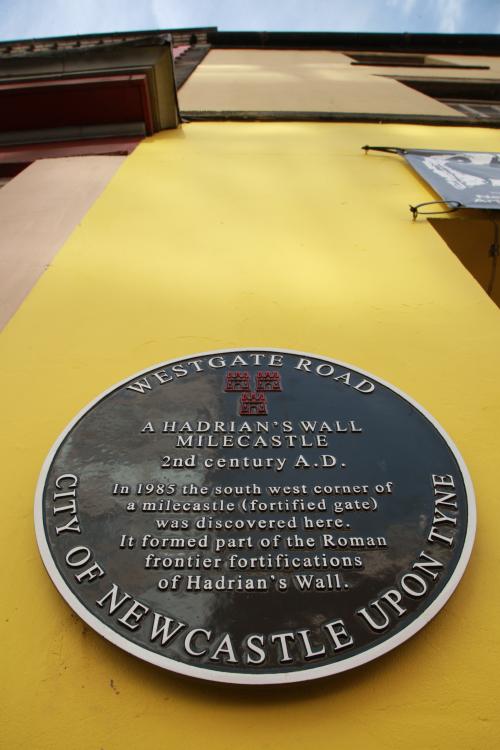 WESTGATE ROAD
A HADRIAN'S WALL
MILECASTLE
2nd century A.D.
In 1985 the south west corner of
a milecastle (fortified gate)
was discovered here.
It formed part of the Roman
frontier fortifications
of Hadrian's Wall.
CITY OF NEWCASTLE UPON TYNE